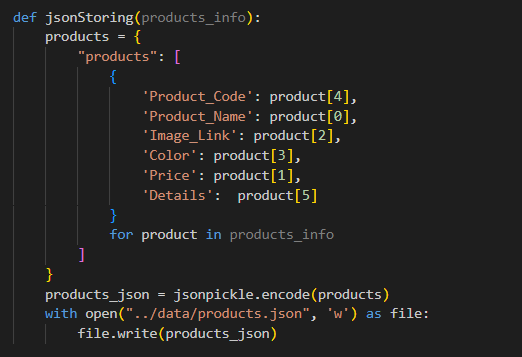 def jsonStoring(products_info):
    products = {
        "products": [
            {
                'Product_Code': product[4],
                'Product_Name': product[0],
                'Image_Link': product[2],
                'Color': product[3],
                'Price': product[1],
                'Details':  product[5]
            }
            for product in products_info
        ]
    }
    products_json = jsonpickle.encode(products)
    with open("../data/products.json", 'w') as file:
        file.write(products_json)